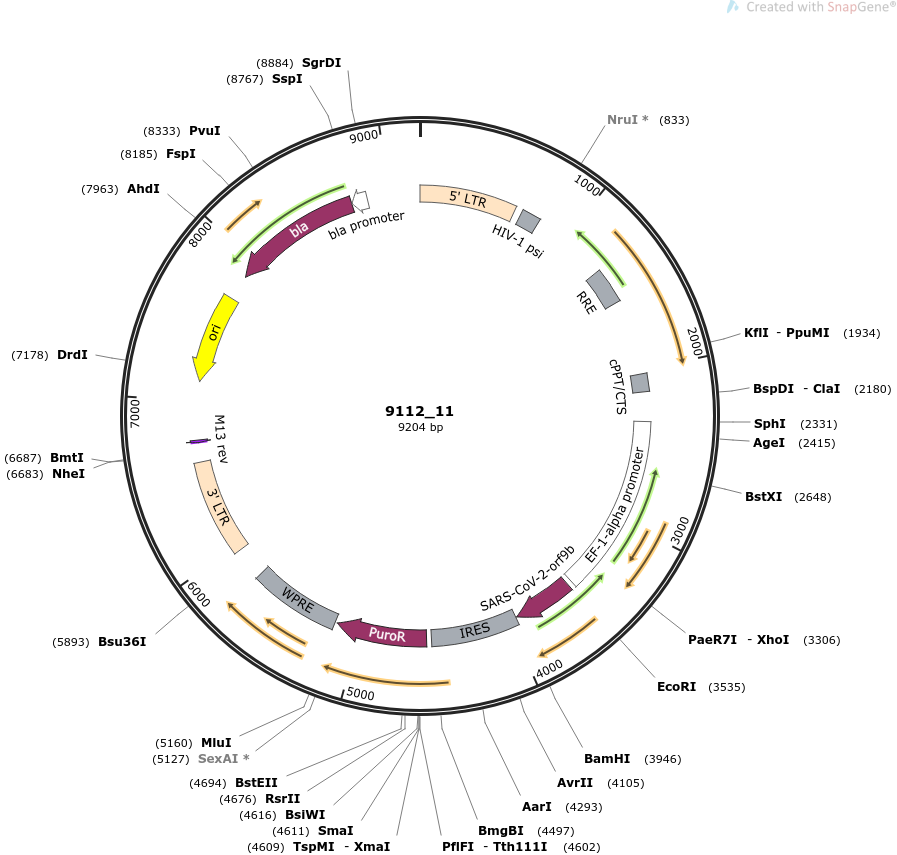 Created with SnapGene®
(8884) SgrDI
(8767) SspI
(8333) PvuI
(8185) FspI
(7963) AhdI
(7178) DrdI
(6687) BmtI
(6683) NheI
(5893) Bsu36I
(5160) MluI
(5127) SexAI *
(4694) BstEII
(4676) RsrII
(4616) BsiWI
(4611) SmaI
(4609) TspMI - XmaI
NruI * (833)
KflI - PpuMI (1934)
BspDI - ClaI (2180)
SphI (2331)
AgeI (2415)
BstXI (2648)
PaeR7I - XhoI (3306)
EcoRI (3535)
BamHI (3946)
AvrII (4105)
AarI (4293)
BmgBI (4497)
PflFI - Tth111I (4602)
1000
2000
3000
4000
5000
6000
7000
8000
9000
5' LTR
HIV-1 psi
RRE
cPPT/CTS
EF-1-alpha promoter
SARS-CoV-2-orf9b
IRES
PuroR
WPRE
3' LTR
M13 rev
ori
bla
bla promoter
9112_11
9204 bp